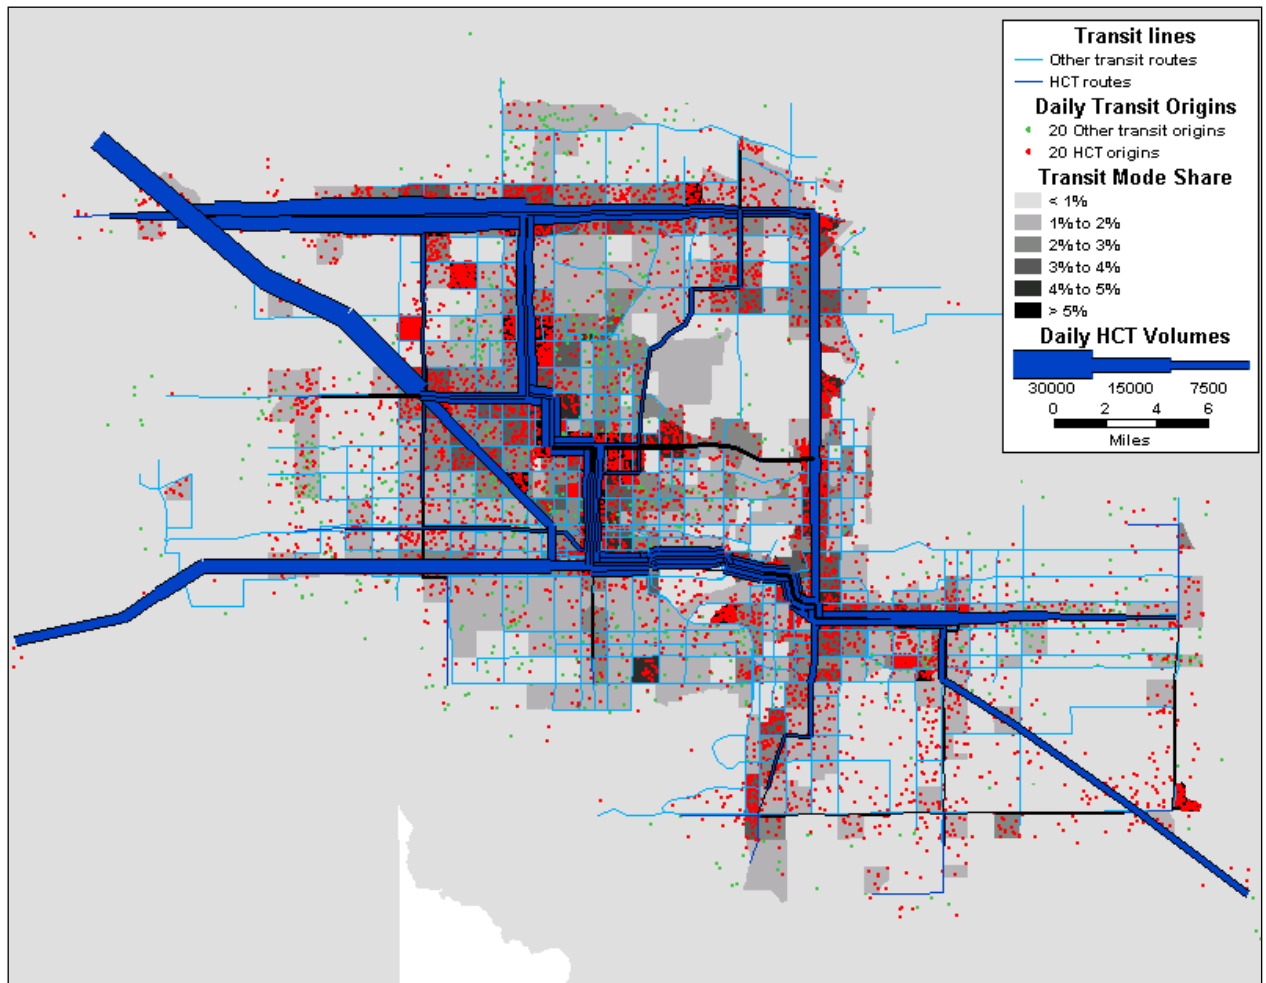 Transit lines
Other transit routes
HCT routes
Daily Transit Origins
20 Other transit origins
20 HCT origins
Transit Mode Share
< 1%
1% to 2%
2% to 3%
3% to 4%
4% to 5%
> 5%
Daily HCT Volumes
30000 15000 7500
0 2 4 6
Miles